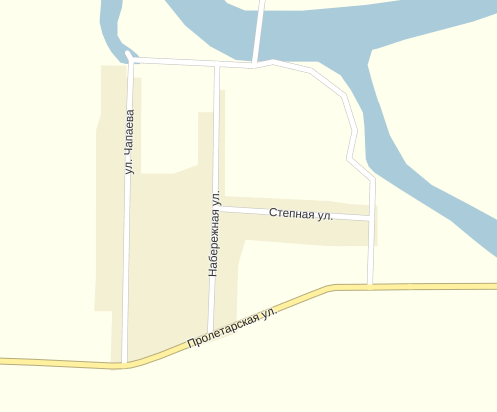 ул. Чапаева
Набережная ул.
Степная ул.
Пролетарская ул.